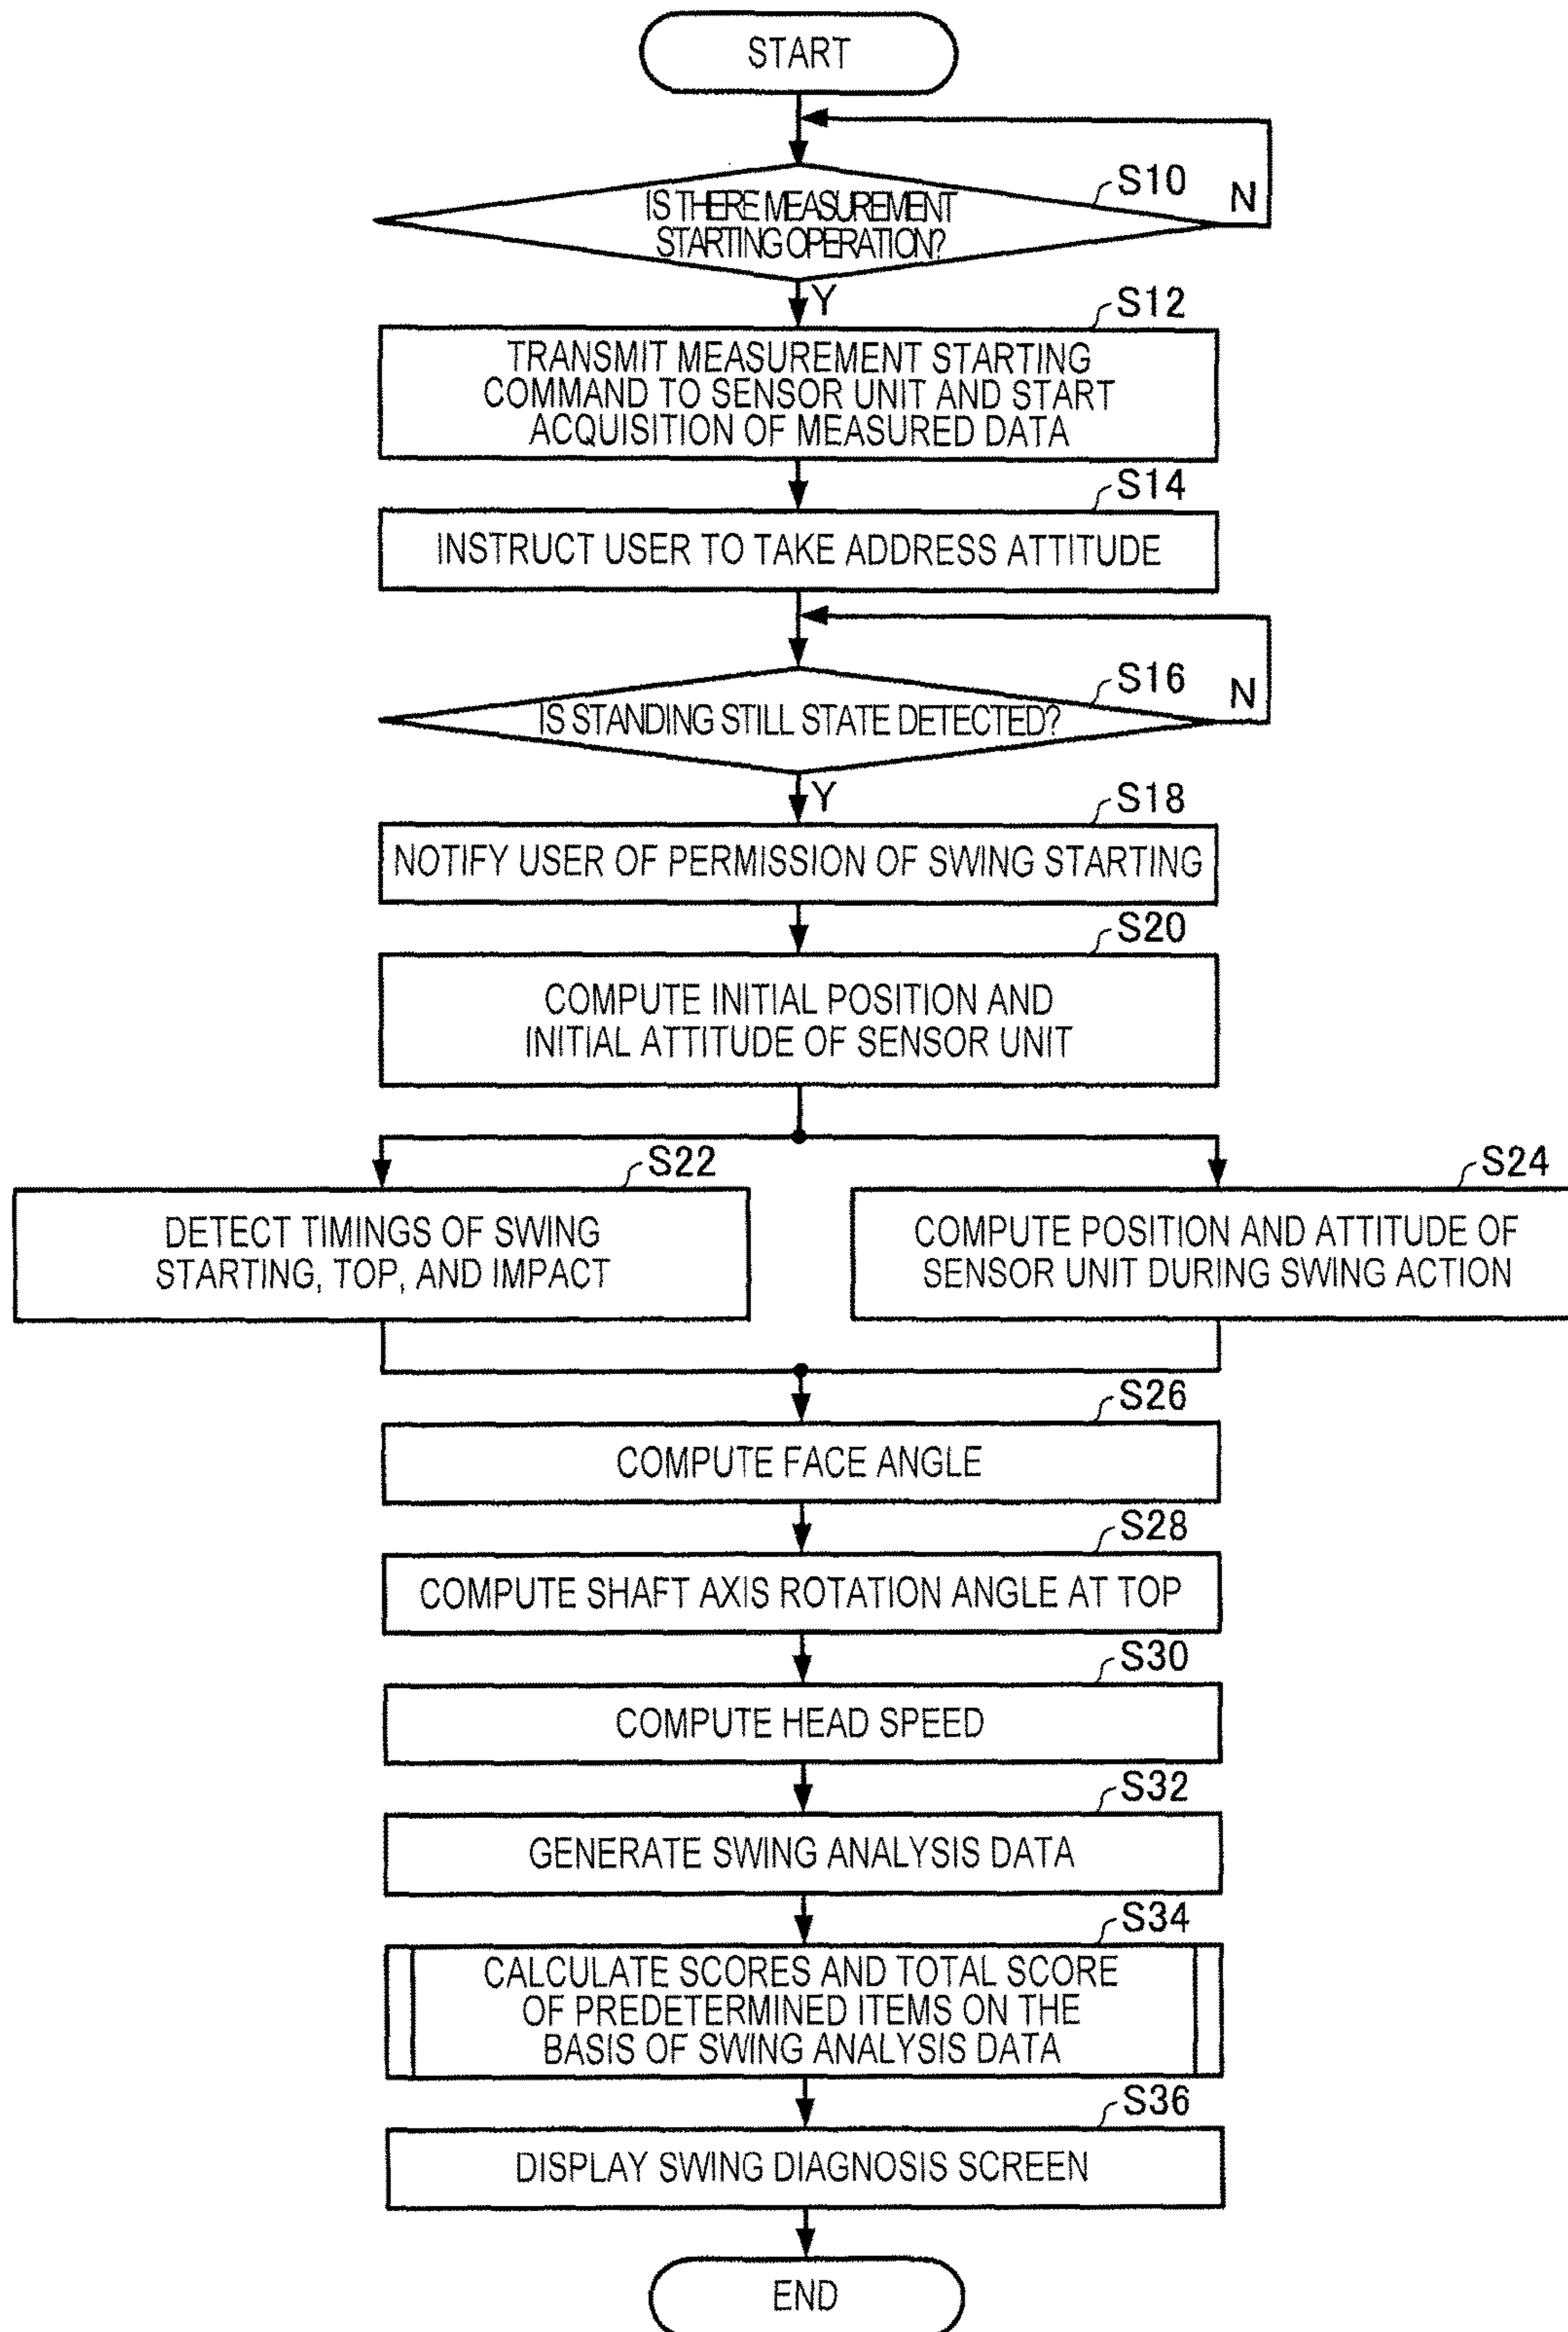 START
S10
N
IS THERE MEASUREMENT
STARTING OPERATION?
Y
S12
TRANSMIT MEASUREMENT STARTING
COMMAND TO SENSOR UNIT AND START
ACQUISITION OF MEASURED DATA
S14
INSTRUCT USER TO TAKE ADDRESS ATTITUDE
S16
N
IS STANDING STILL STATE DETECTED?
Y
S18
NOTIFY USER OF PERMISSION OF SWING STARTING
S20
COMPUTE INITIAL POSITION AND
INITIAL ATTITUDE OF SENSOR UNIT
S22
DETECT TIMINGS OF SWING
STARTING, TOP, AND IMPACT
S24
COMPUTE POSITION AND ATTITUDE OF
SENSOR UNIT DURING SWING ACTION
S26
COMPUTE FACE ANGLE
S28
COMPUTE SHAFT AXIS ROTATION ANGLE AT TOP
S30
COMPUTE HEAD SPEED
S32
GENERATE SWING ANALYSIS DATA
S34
CALCULATE SCORES AND TOTAL SCORE
OF PREDETERMINED ITEMS ON THE
BASIS OF SWING ANALYSIS DATA
S36
DISPLAY SWING DIAGNOSIS SCREEN
END